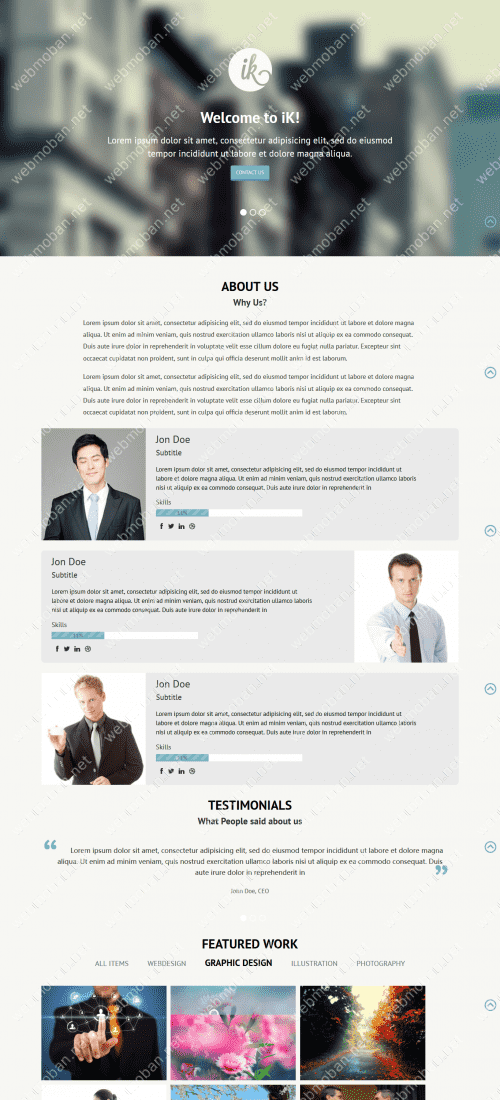 iK
Welcome to iK!
Lorem ipsum dolor sit amet, consectetur adipisicing elit, sed do eiusmod
tempor incididunt ut labore et dolore magna aliqua.
CONTACT US
ABOUT US
Why Us?
Lorem ipsum dolor sit amet, consectetur adipisicing elit, sed do eiusmod tempor incididunt ut labore et dolore magna
aliqua. Ut enim ad minim veniam, quis nostrud exercitation ullamco laboris nisi ut aliquip ex ea commodo consequat.
Duis aute irure dolor in reprehenderit in voluptate velit esse cillum dolore eu fugiat nulla pariatur. Excepteur sint
occaecat cupidatat non proident, sunt in culpa qui officia deserunt mollit anim id est laborum.
Lorem ipsum dolor sit amet, consectetur adipisicing elit, sed do eiusmod tempor incididunt ut labore et dolore magna
aliqua. Ut enim ad minim veniam, quis nostrud exercitation ullamco laboris nisi ut aliquip ex ea commodo consequat.
Duis aute irure dolor in reprehenderit in voluptate velit esse cillum dolore eu fugiat nulla pariatur. Excepteur sint
occaecat cupidatat non proident, sunt in culpa qui officia deserunt mollit anim id est laborum.
Jon Doe
Subtitle
Lorem ipsum dolor sit amet, consectetur adipisicing elit, sed do eiusmod tempor incididunt ut
labore et dolore magna aliqua. Ut enim ad minim veniam, quis nostrud exercitation ullamco laboris
nisi ut aliquip ex ea commodo consequat. Duis aute irure dolor in reprehenderit in
Skills
Jon Doe
Subtitle
Lorem ipsum dolor sit amet, consectetur adipisicing elit, sed do eiusmod tempor incididunt ut
labore et dolore magna aliqua. Ut enim ad minim veniam, quis nostrud exercitation ullamco laboris
nisi ut aliquip ex ea commodo consequat. Duis aute irure dolor in reprehenderit in
Skills
Jon Doe
Subtitle
Lorem ipsum dolor sit amet, consectetur adipisicing elit, sed do eiusmod tempor incididunt ut
labore et dolore magna aliqua. Ut enim ad minim veniam, quis nostrud exercitation ullamco laboris
nisi ut aliquip ex ea commodo consequat. Duis aute irure dolor in reprehenderit in
Skills
TESTIMONIALS
What People said about us
“ Lorem ipsum dolor sit amet, consectetur adipisicing elit, sed do eiusmod tempor incididunt ut labore et dolore magna
aliqua. Ut enim ad minim veniam, quis nostrud exercitation ullamco laboris nisi ut aliquip ex ea commodo consequat. Duis
aute irure dolor in reprehenderit in ”
John Doe, CEO
FEATURED WORK
ALL ITEMS WEBDESIGN GRAPHIC DESIGN ILLUSTRATION PHOTOGRAPHY
webmoban.net